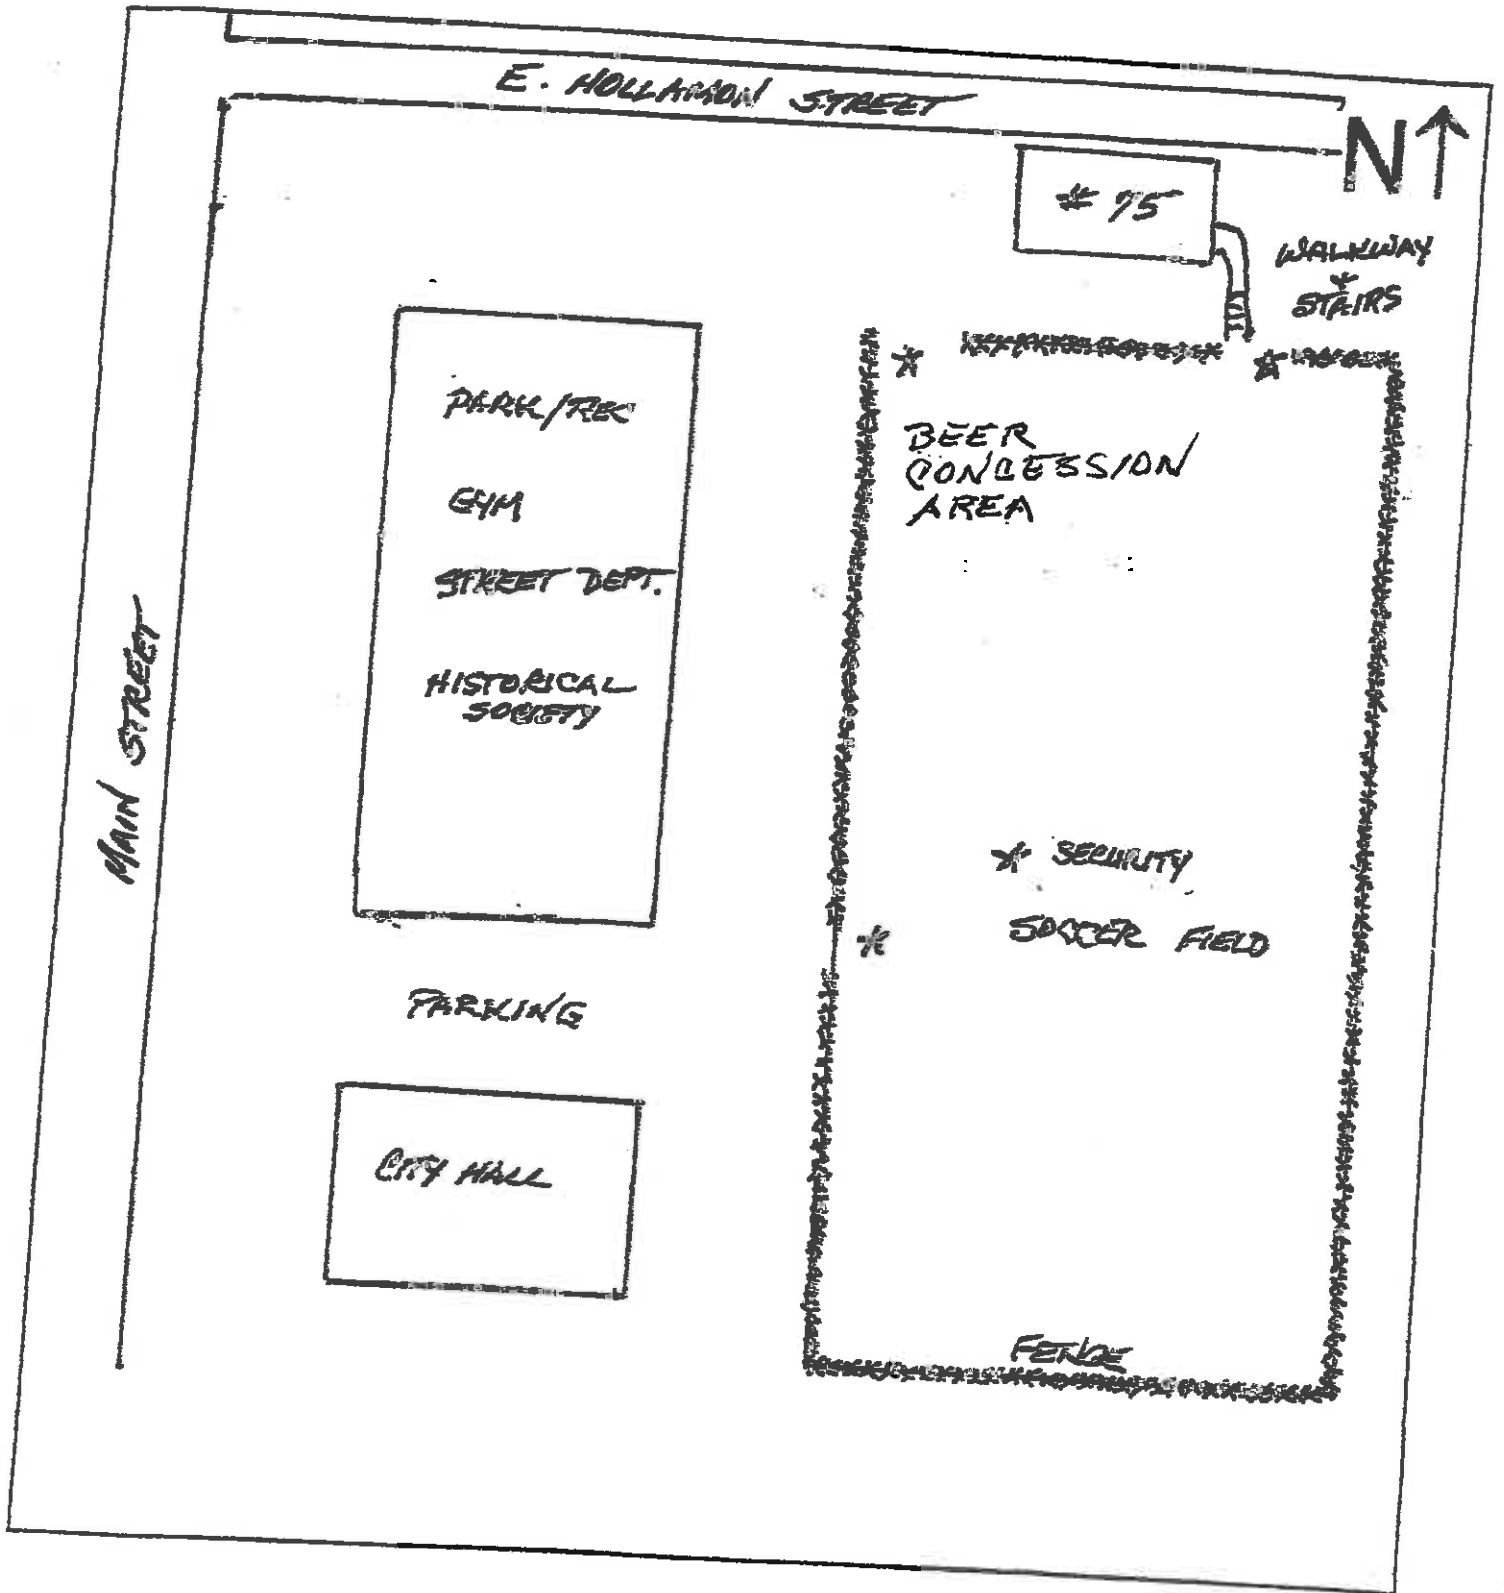 E. HOLLAMON STREET
N
# 75
WALKWAY
+
STAIRS
PARK/REC
BEER
CONCESSION
AREA
GYM
STREET DEPT.
HISTORICAL
SOCIETY
MAIN STREET
* SECURITY
SOCCER FIELD
PARKING
CITY HALL
FENCE